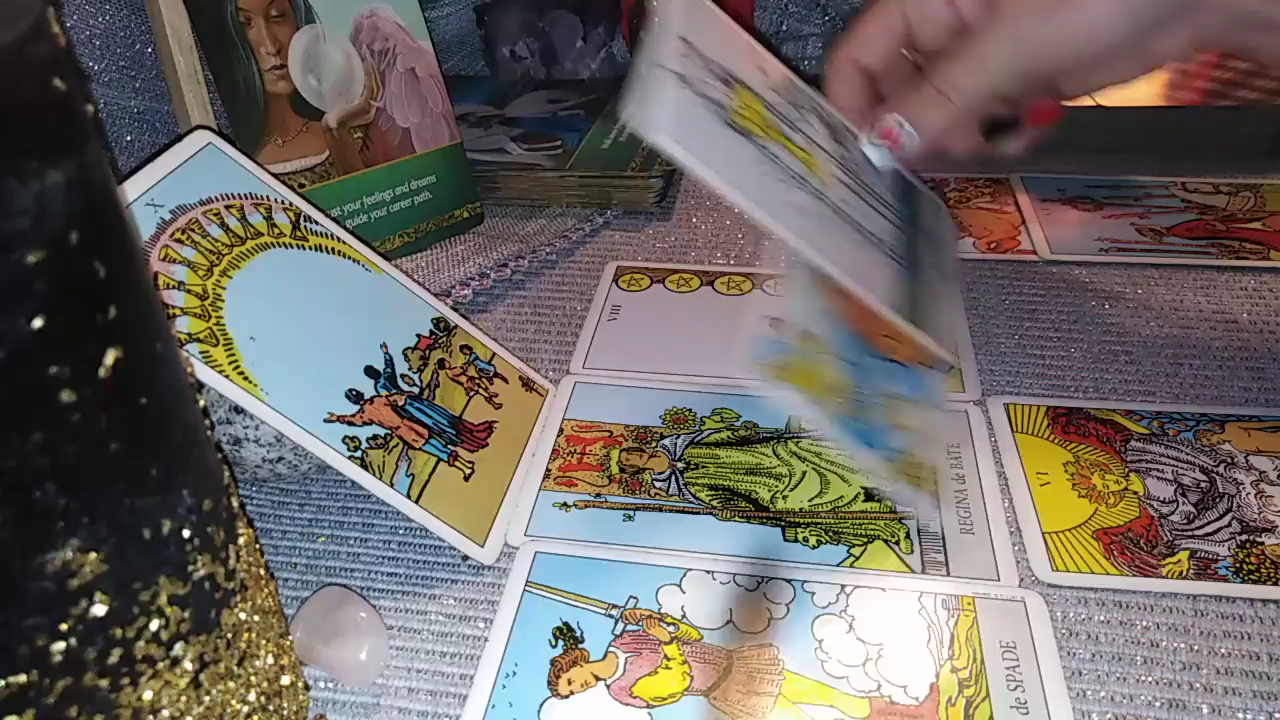 ust your feelings and dreams
guide your career path.
X
VIII
REGINA de BATE
VI
de SPADE